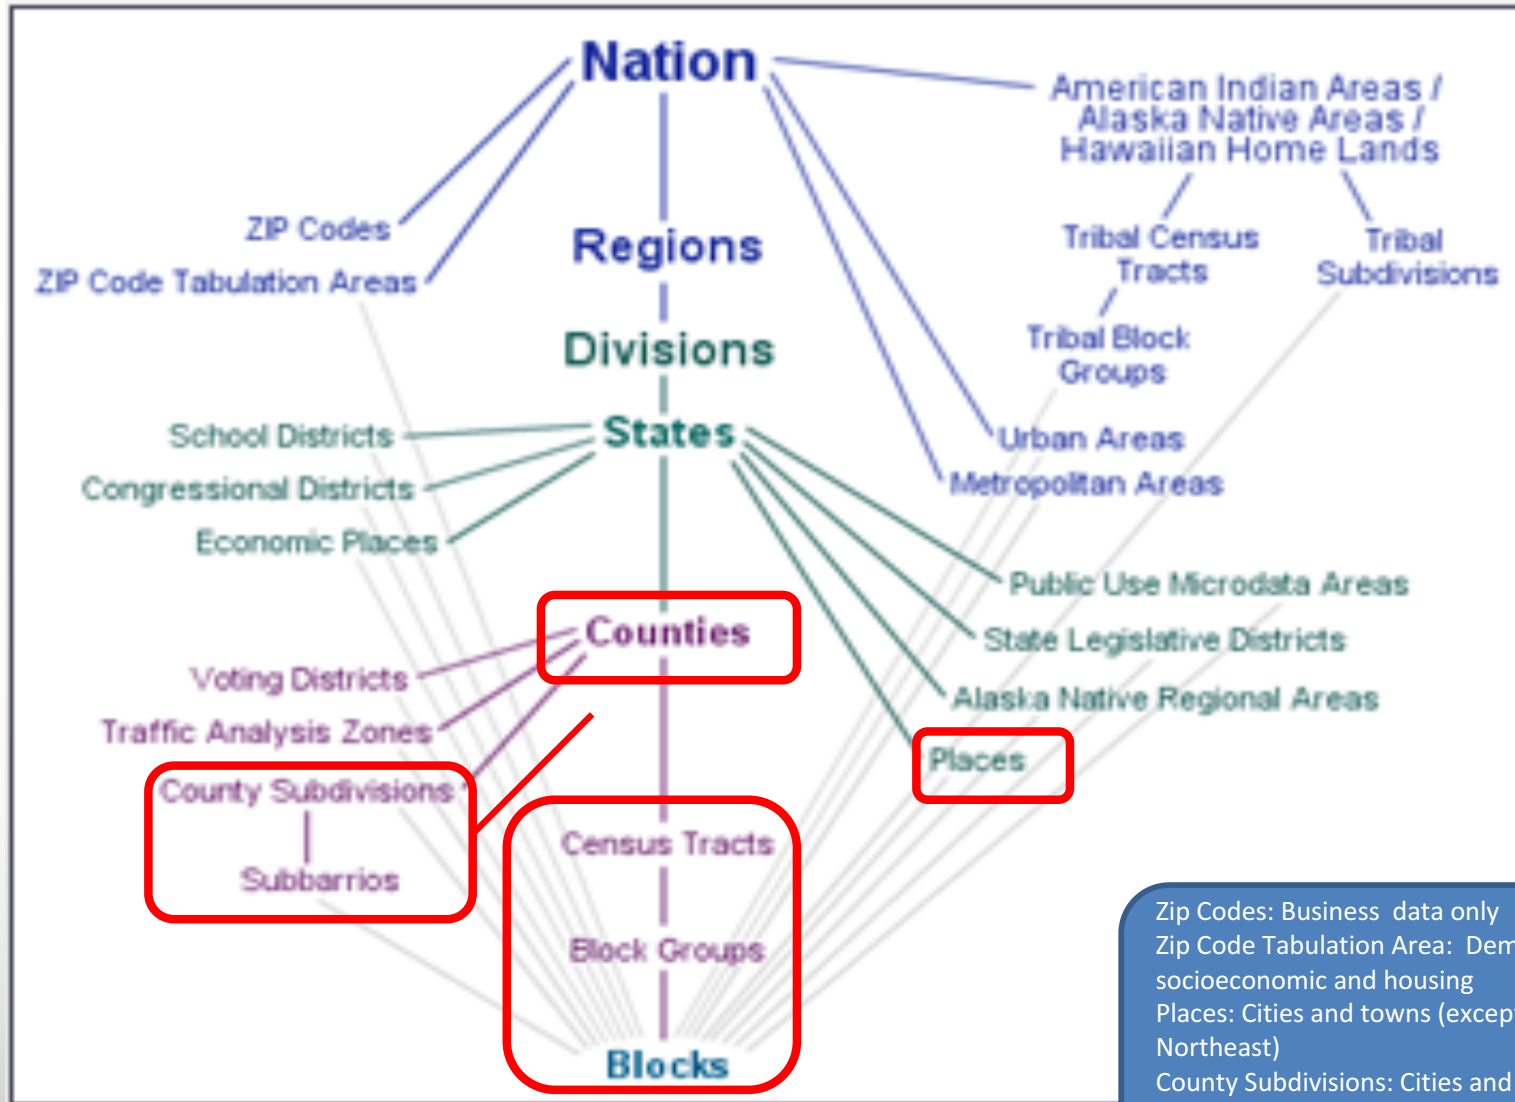 Nation
American Indian Areas /
Alaska Native Areas /
Hawaiian Home Lands
ZIP Codes
ZIP Code Tabulation Areas
Regions
Tribal Census
Tracts
Tribal
Subdivisions
Tribal Block
Groups
Divisions
States
School Districts
Congressional Districts
Economic Places
Urban Areas
Metropolitan Areas
Public Use Microdata Areas
State Legislative Districts
Alaska Native Regional Areas
Places
Counties
Voting Districts
Traffic Analysis Zones
County Subdivisions
Subbarrios
Census Tracts
Block Groups
Blocks
Zip Codes: Business data only
Zip Code Tabulation Area: Dem
socioeconomic and housing
Places: Cities and towns (except
Northeast)
County Subdivisions: Cities and